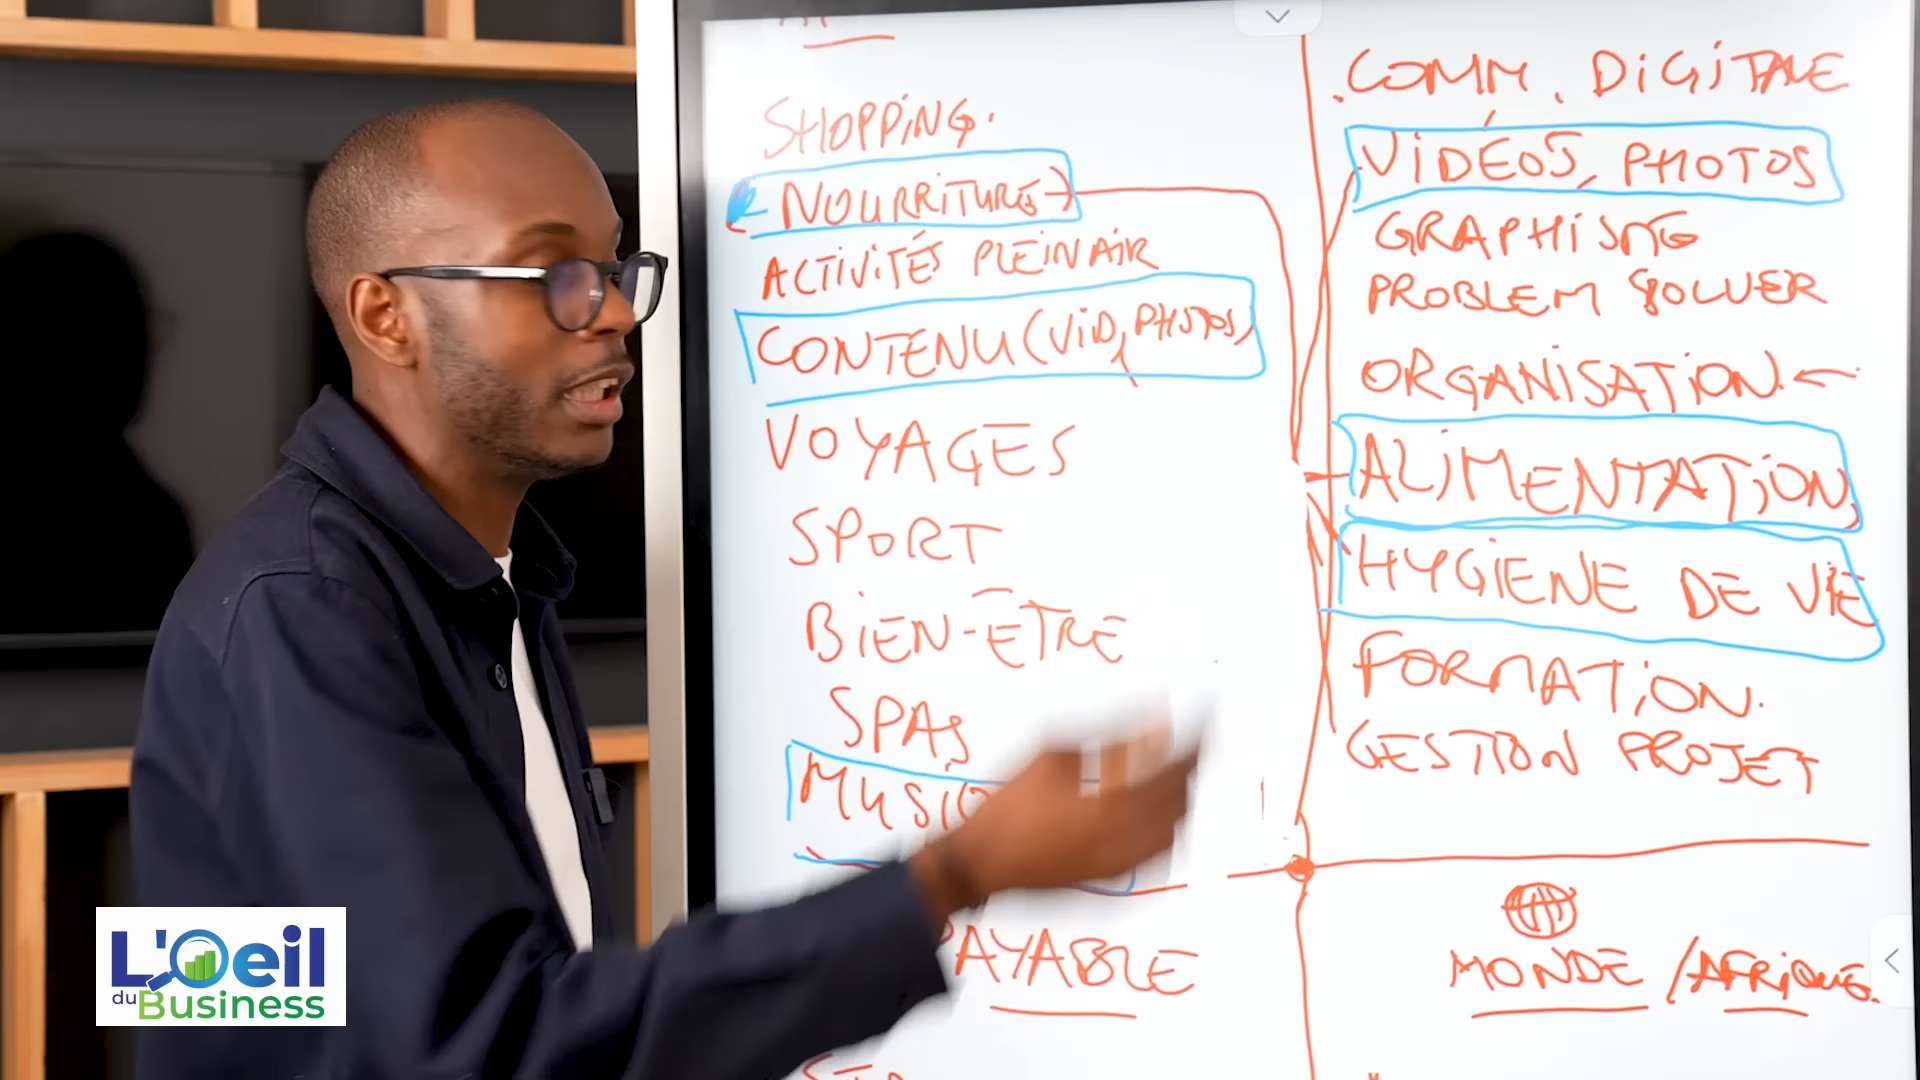 SHOPPING.
NOURRITURE
ACTIVITÉS PLEIN AIR
CONTENU (VID, PHOTOS)
VOYAGES
SPORT
BIEN-ÊTRE
SPAS
PAYABLE
COMM. DIGITALE
VIDÉOS, PHOTOS
GRAPHISME
PROBLEM SOLVER
ORGANISATION ←
ALIMENTATION
HYGIENE DE VIE
FORMATION.
GESTION PROJET
MONDE / AFRIQUE.
L'Oeil
du Business